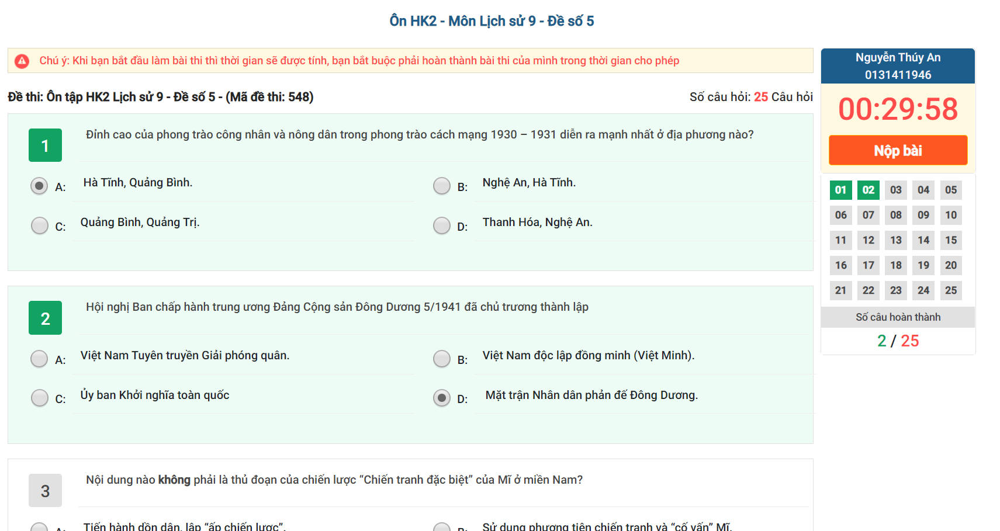 Ôn HK2 - Môn Lịch sử 9 - Đề số 5
Chú ý: Khi bạn bắt đầu làm bài thi thì thời gian sẽ được tính, bạn bắt buộc phải hoàn thành bài thi của mình trong thời gian cho phép
Đề thi: Ôn tập HK2 Lịch sử 9 - Đề số 5 - (Mã đề thi: 548)
Số câu hỏi: 25 Câu hỏi
1
Đỉnh cao của phong trào công nhân và nông dân trong phong trào cách mạng 1930 – 1931 diễn ra mạnh nhất ở địa phương nào?
A: Hà Tĩnh, Quảng Bình.
B: Nghệ An, Hà Tĩnh.
C: Quảng Bình, Quảng Trị.
D: Thanh Hóa, Nghệ An.
2
Hội nghị Ban chấp hành trung ương Đảng Cộng sản Đông Dương 5/1941 đã chủ trương thành lập
A: Việt Nam Tuyên truyền Giải phóng quân.
B: Việt Nam độc lập đồng minh (Việt Minh).
C: Ủy ban Khởi nghĩa toàn quốc
D: Mặt trận Nhân dân phản đế Đông Dương.
3
Nội dung nào không phải là thủ đoạn của chiến lược “Chiến tranh đặc biệt” của Mĩ ở miền Nam?
A: Tiến hành dồn dân, lập “ấp chiến lược”.
B: Sử dụng phương tiện chiến tranh và “cố vấn” Mĩ.
Nguyễn Thúy An
0131411946
00:29:58
Nộp bài
01 02 03 04 05
06 07 08 09 10
11 12 13 14 15
16 17 18 19 20
21 22 23 24 25
Số câu hoàn thành
2 / 25